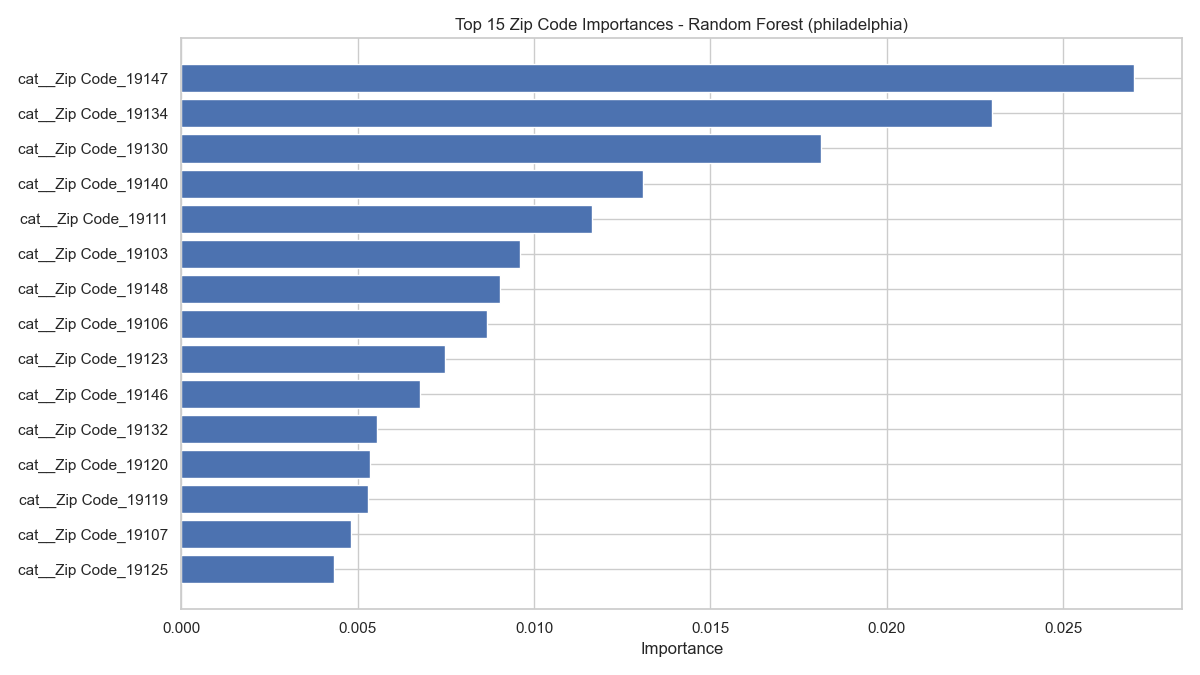 Top 15 Zip Code Importances - Random Forest (philadelphia)
cat__Zip Code_19147
cat__Zip Code_19134
cat__Zip Code_19130
cat__Zip Code_19140
cat__Zip Code_19111
cat__Zip Code_19103
cat__Zip Code_19148
cat__Zip Code_19106
cat__Zip Code_19123
cat__Zip Code_19146
cat__Zip Code_19132
cat__Zip Code_19120
cat__Zip Code_19119
cat__Zip Code_19107
cat__Zip Code_19125
0.000 0.005 0.010 0.015 0.020 0.025
Importance